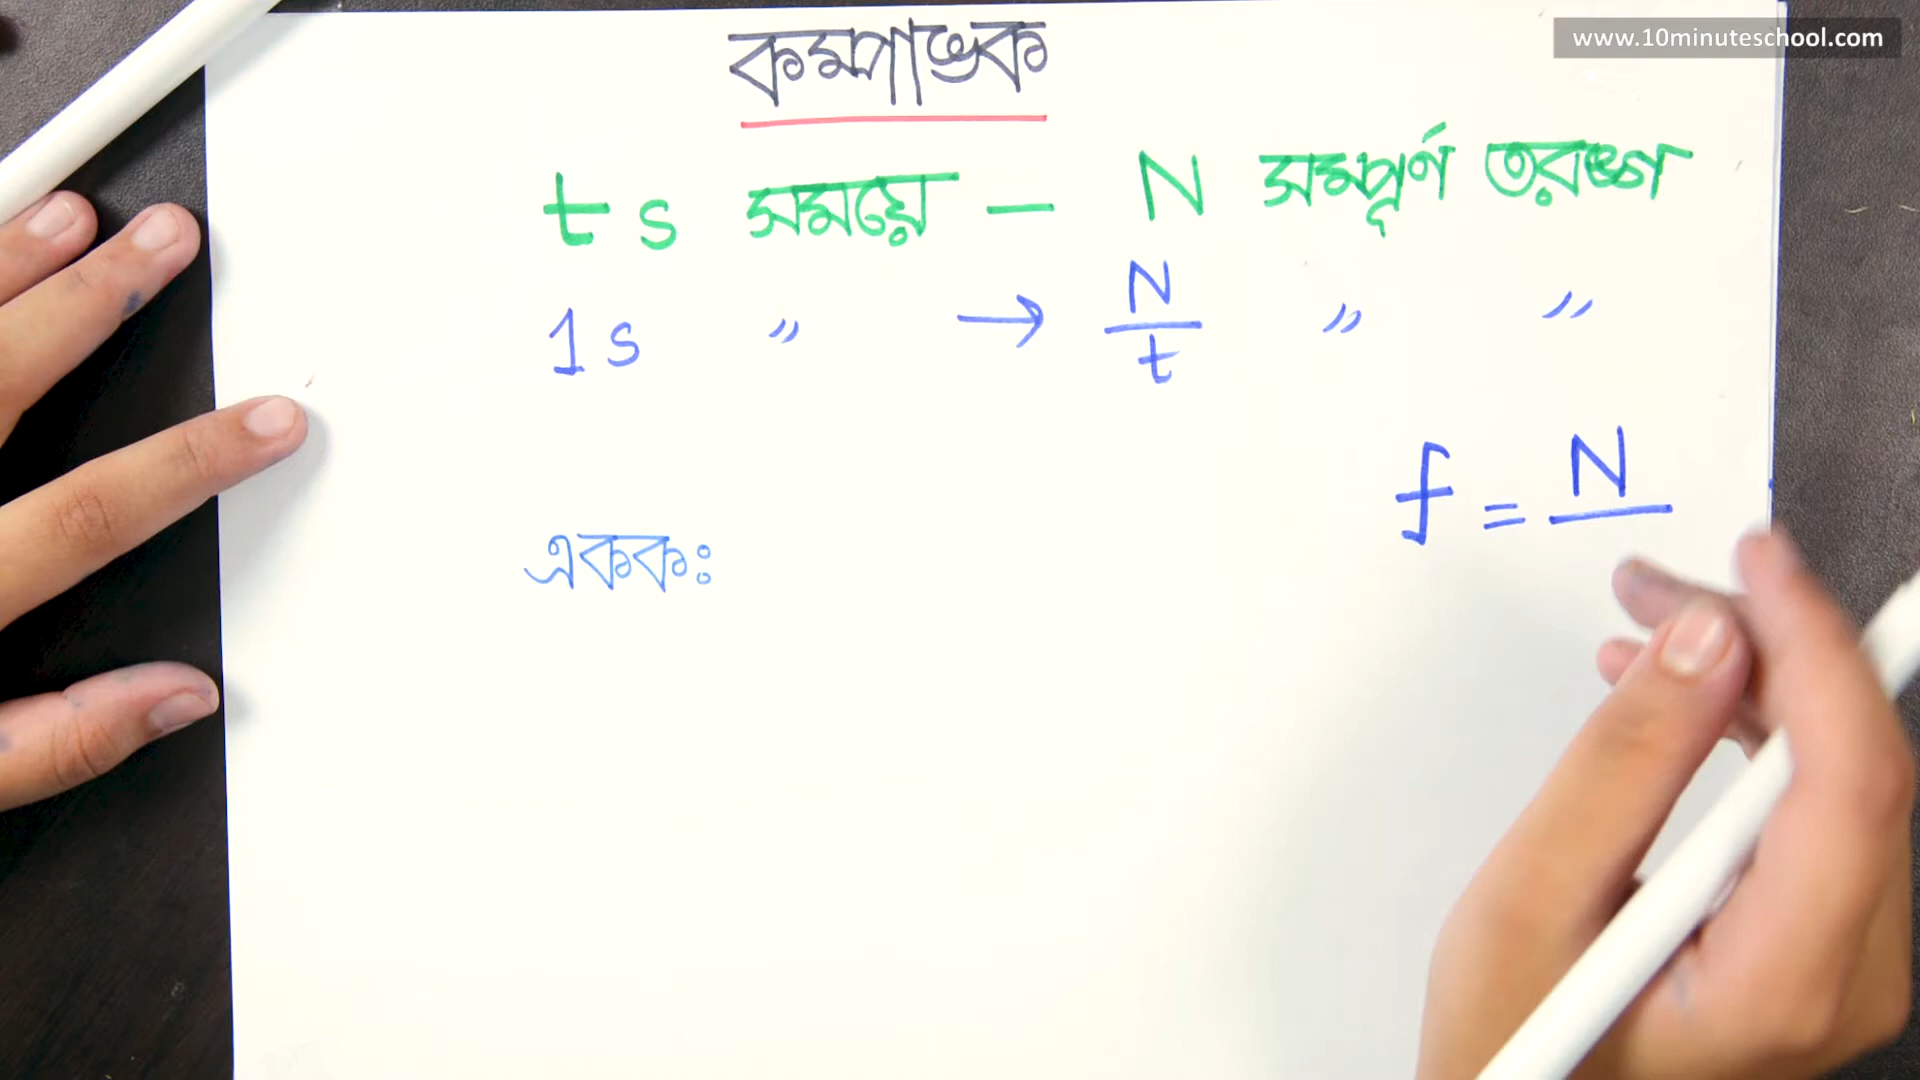 www.10minuteschool.com
কম্পাঙ্ক
t s সময়ে — N সম্পূর্ণ তরঙ্গ
1 s " → N/t " "
f = N
এককঃ